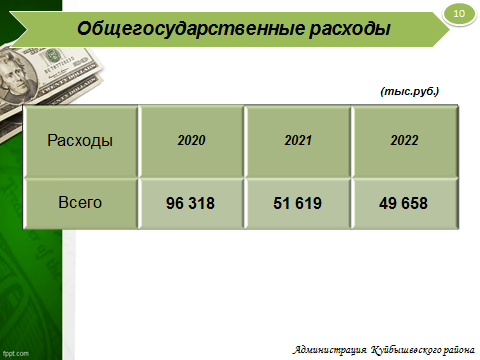 Общегосударственные расходы
10
(тыс.руб.)
Расходы 2020 2021 2022
Всего 96 318 51 619 49 658
fppt.com
Администрация Куйбышевского района